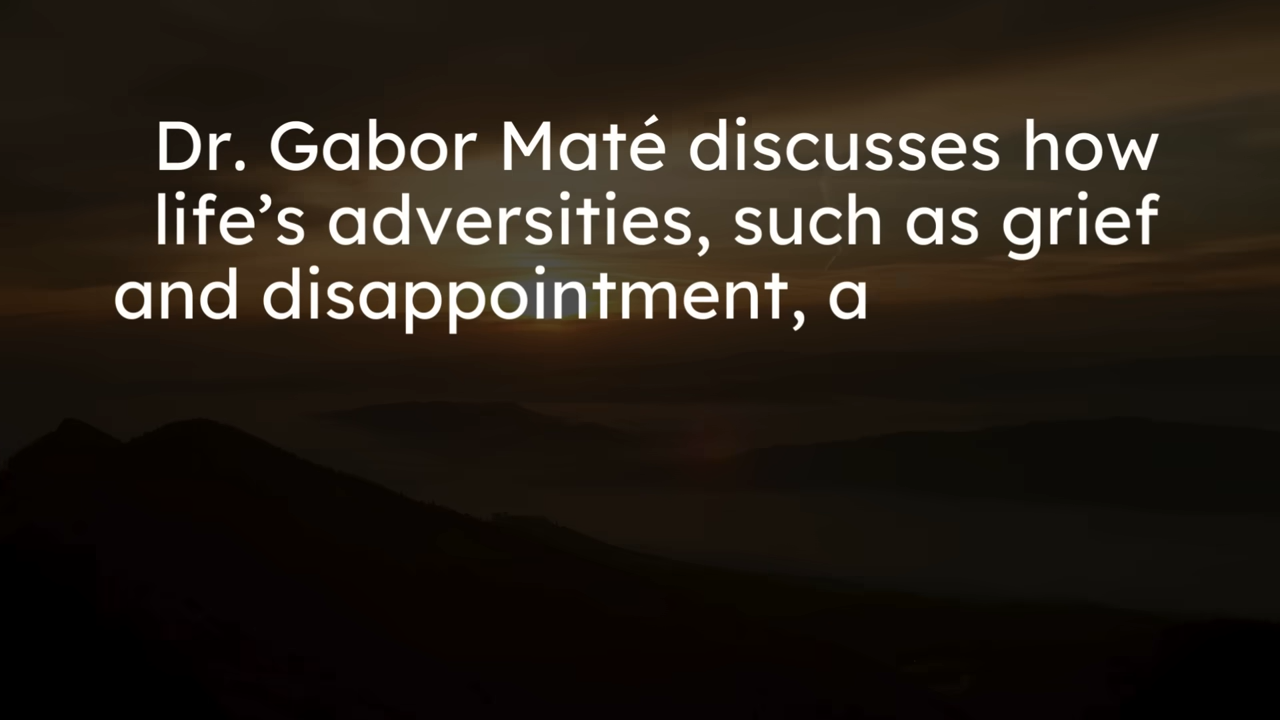 Dr. Gabor Maté discusses how
life’s adversities, such as grief
and disappointment, a